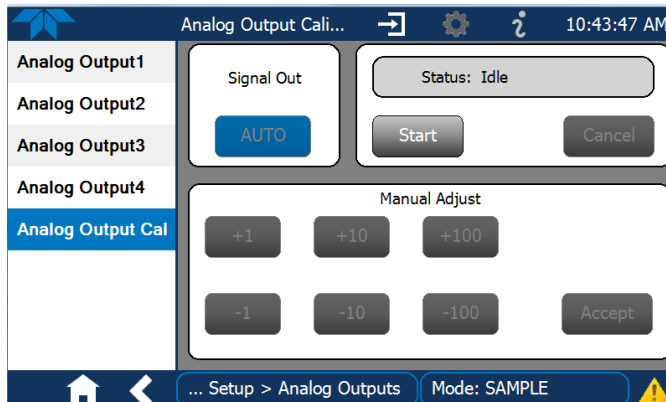 Analog Output Cali... 10:43:47 AM
Analog Output1
Analog Output2
Analog Output3
Analog Output4
Analog Output Cal
Signal Out
AUTO
Status: Idle
Start
Cancel
Manual Adjust
+1
+10
+100
-1
-10
-100
Accept
... Setup > Analog Outputs
Mode: SAMPLE